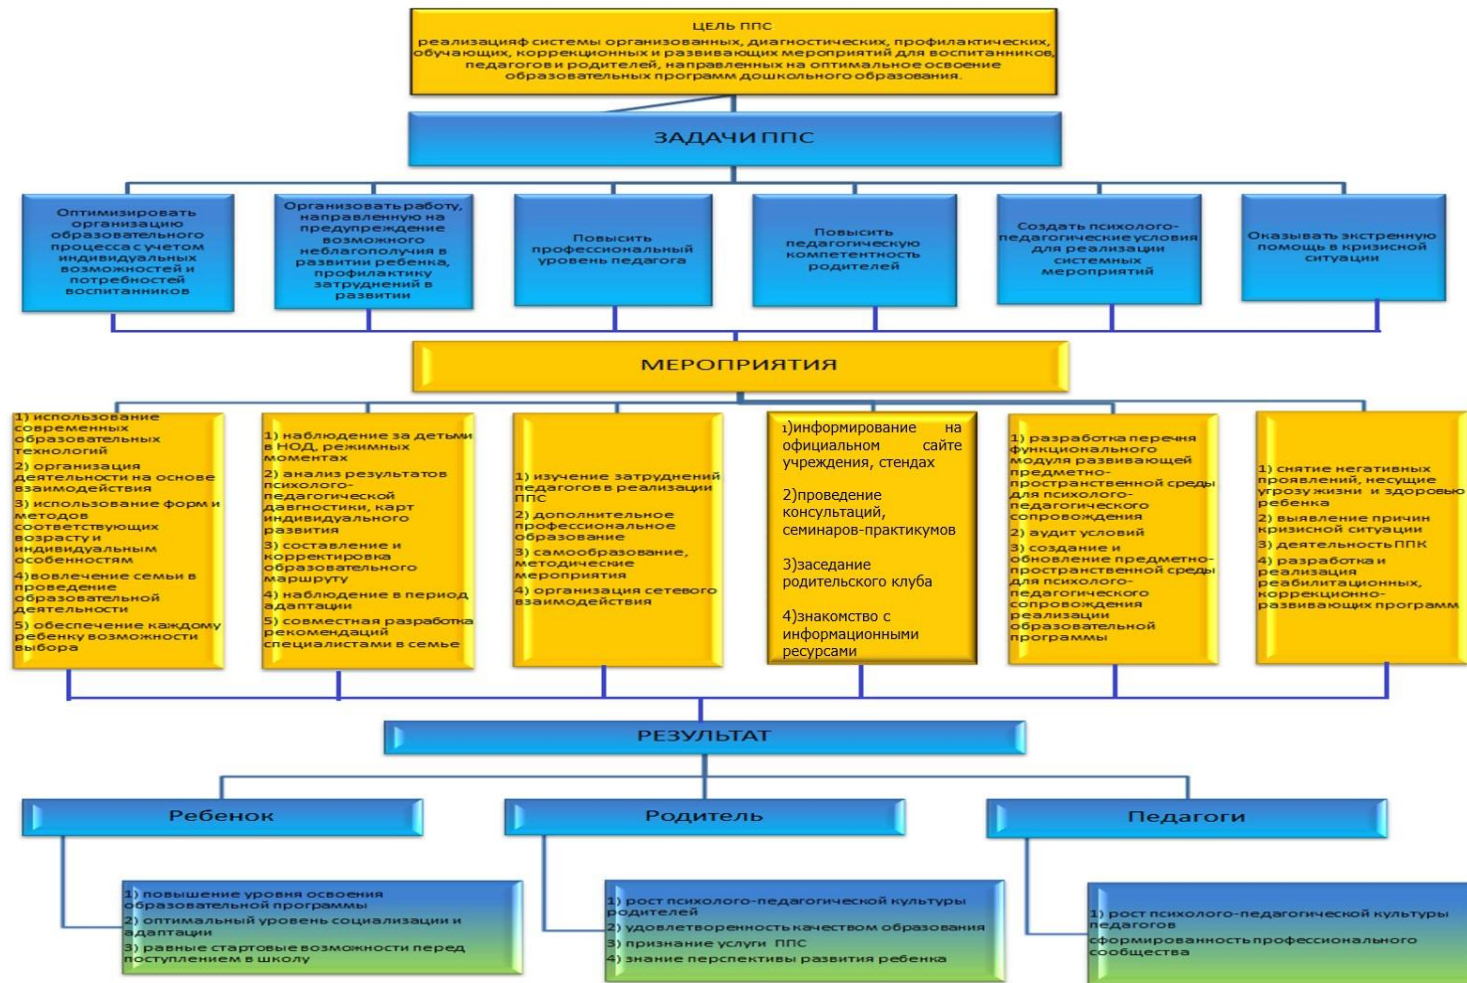 ЦЕЛЬ ППС
реализацияф системы организованных, диагностических, профилактических,
обучающих, коррекционных и развивающих мероприятий для воспитанников,
педагогов и родителей, направленных на оптимальное освоение
образовательных программ дошкольного образования.
ЗАДАЧИ ППС
Оптимизировать
организацию
образовательного
процесса с учетом
индивидуальных
возможностей и
потребностей
воспитанников
Организовать работу,
направленную на
предупреждение
возможного
неблагополучия в
развитии ребенка,
профилактику
затруднений в
развитии
Повысить
профессиональный
уровень педагога
Повысить
педагогическую
компетентность
родителей
Создать психолого-
педагогические условия
для реализации
системных
мероприятий
Оказывать экстренную
помощь в кризисной
ситуации
МЕРОПРИЯТИЯ
1) использование
современных
образовательных
технологий
2) организация
деятельности на основе
взаимодействия
3) использование форм и
методов
соответствующих
возрасту и
индивидуальным
особенностям
4)вовлечение семьи в
проведение
образовательной
деятельности
5) обеспечение каждому
ребенку возможности
выбора
1) наблюдение за детьми
в НОД, режимных
моментах
2) анализ результатов
психолого-
педагогической
давгностики, карт
индивидуального
развития
3) составление и
корректировка
образовательного
маршруту
4) наблюдение в период
адаптации
5) совместная разработка
рекомендаций
специалистами в семье
1) изучение затруднений
педагогов в реализации
ППС
2) дополнительное
профессиональное
образование
3) самообразование,
методические
мероприятия
4) организация сетевого
взаимодействия
1)информирование на
официальном сайте
учреждения, стендах
2)проведение
консультаций,
семинаров-практикумов
3)заседание
родительского клуба
4)знакомство с
информационными
ресурсами
1) разработка перечня
функционального
модуля развивающей
предметно-
пространственной среды
для психолого-
педагогического
сопровождения
2) аудит условий
3) создание и
обновление предметно-
пространственной среды
для психолого-
педагогического
сопровождения
реализации
образовательной
программы
1) снятие негативных
проявлений, несущие
угрозу жизни и здоровью
ребенка
2) выявление причин
кризисной ситуации
3) деятельность ППК
4) разработка и
реализация
реабилитационных,
коррекционно-
развивающих программ
РЕЗУЛЬТАТ
Ребенок
Родитель
Педагоги
1) повышение уровня освоения
образовательной программы
2) оптимальный уровень социализации и
адаптации
3) равные стартовые возможности перед
поступлением в школу
1) рост психолого-педагогической культуры
родителей
2) удовлетворенность качеством образования
3) признание услуги ППС
4) знание перспективы развития ребенка
1) рост психолого-педагогической культуры
педагогов
сформированность профессионального
сообщества